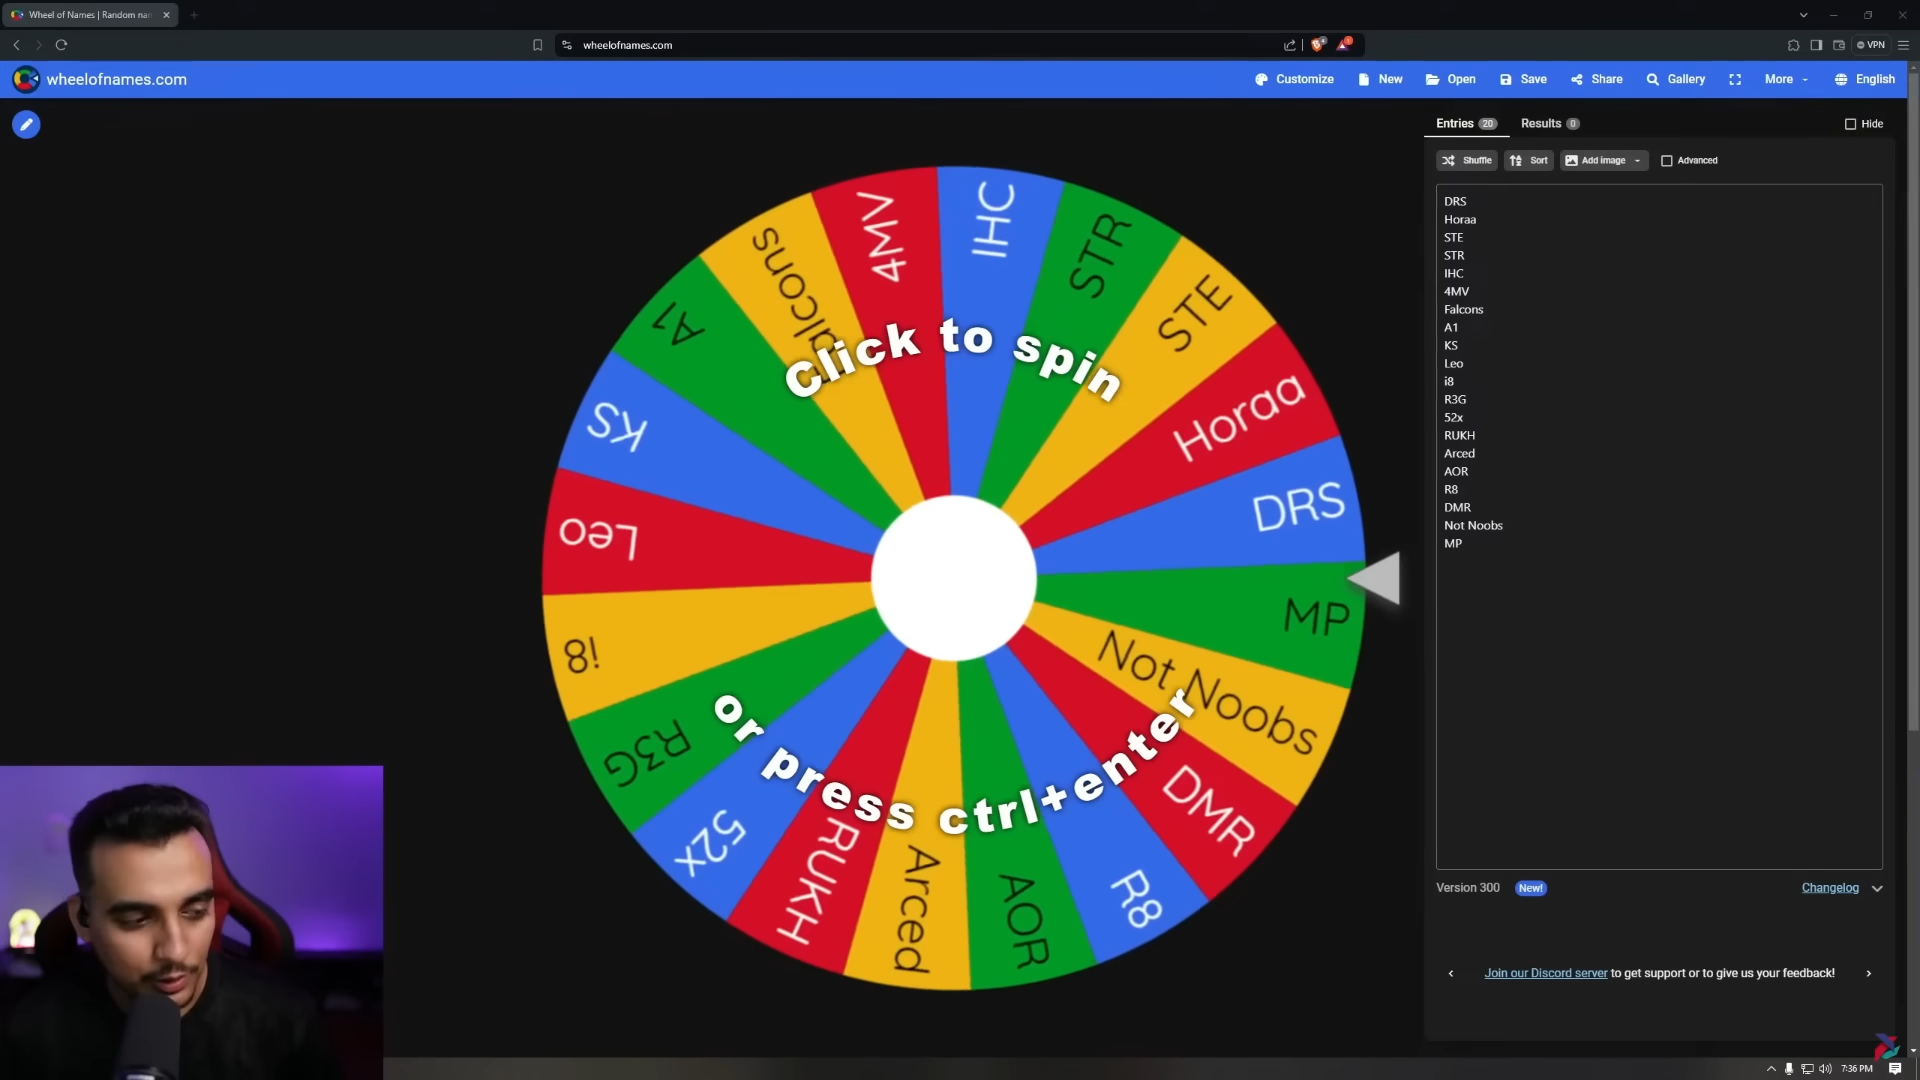 Wheel of Names | Random nam
wheelofnames.com
VPN
wheelofnames.com
Customize
New
Open
Save
Share
Gallery
More
English
Entries 20
Results 0
Hide
Shuffle
Sort
Add image
Advanced
DRS
Horaa
STE
STR
IHC
4MV
Falcons
A1
KS
Leo
i8
R3G
52x
RUKH
Arced
AOR
R8
DMR
Not Noobs
MP
Click to spin
or press ctrl+enter
4MV
IHC
STR
STE
Horaa
DRS
MP
Not Noobs
DMR
R8
AOR
Arced
RUKH
52x
R3G
i8
Leo
KS
A1
alcons
Version 300
New!
Changelog
Join our Discord server to get support or to give us your feedback!
7:36 PM